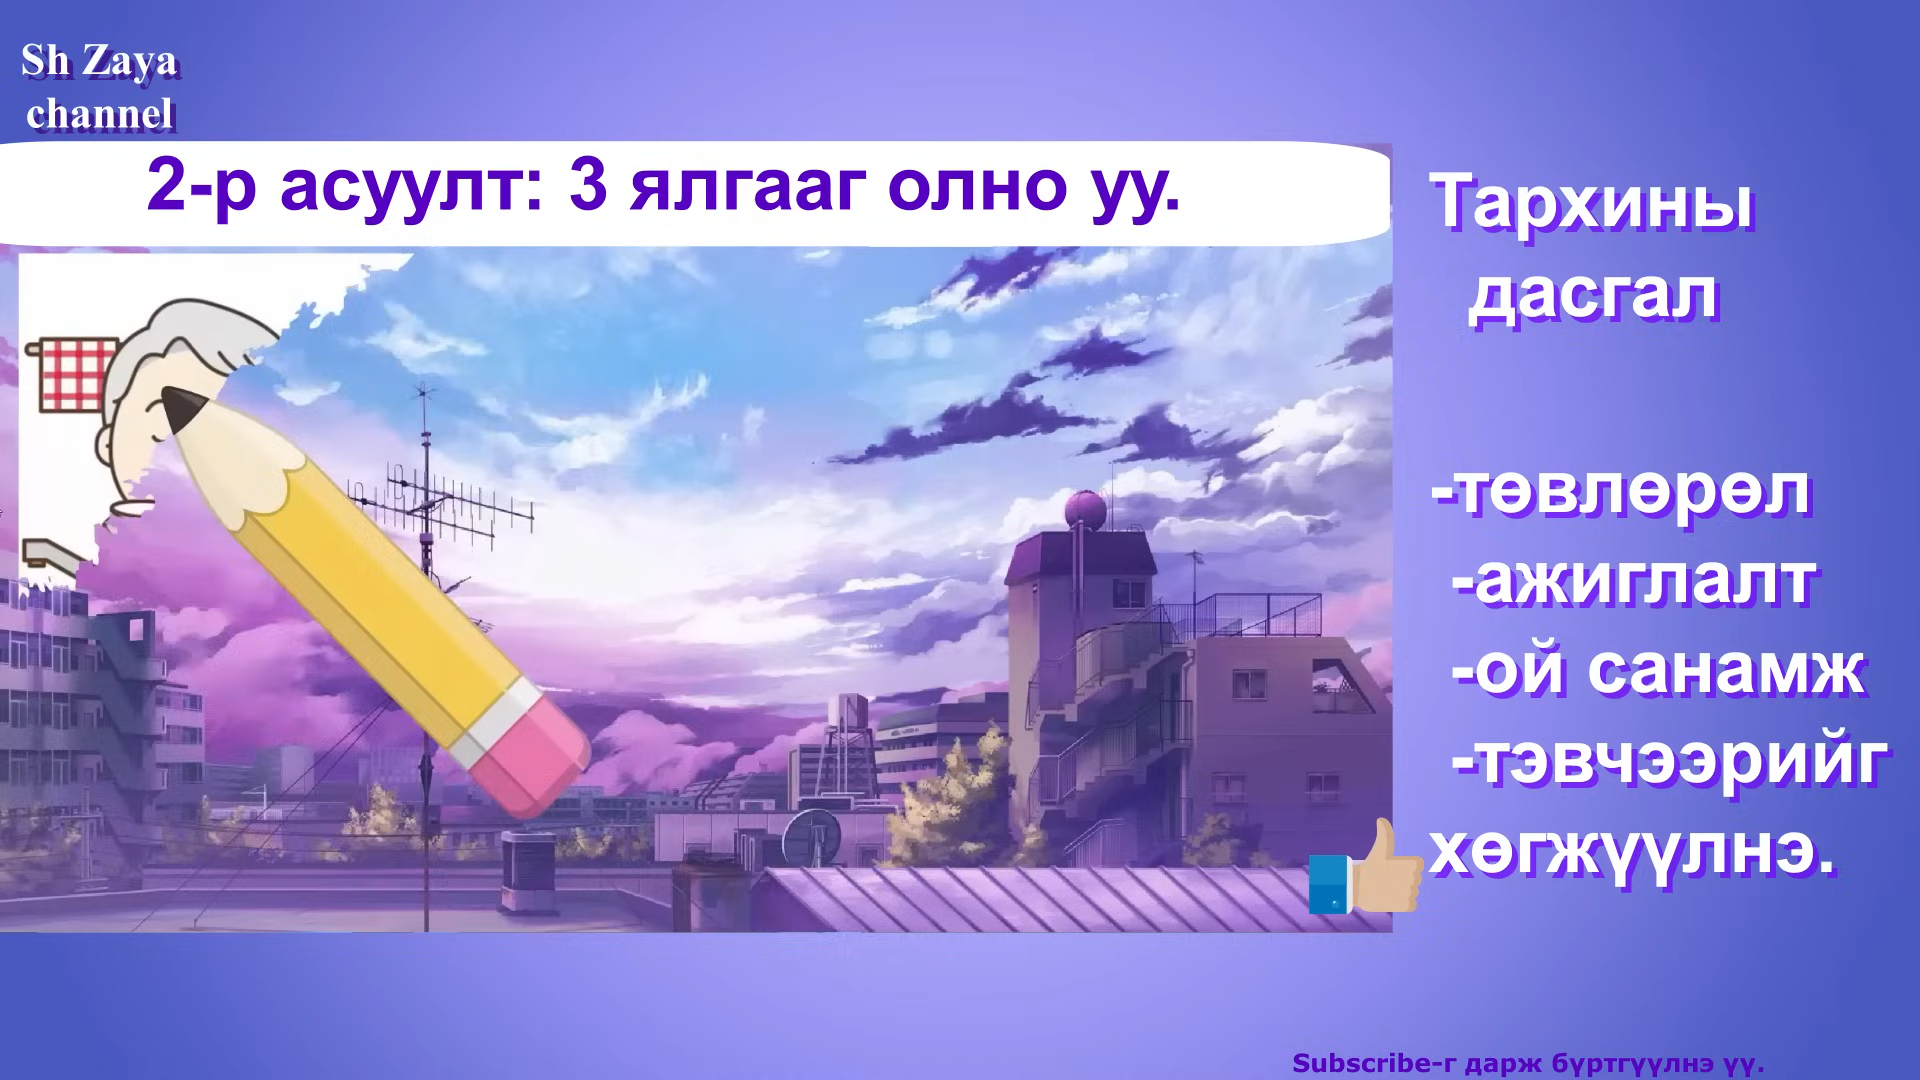 Sh Zaya
channel
2-р асуулт: 3 ялгааг олно уу.
Тархины
дасгал
-төвлөрөл
-ажиглалт
-ой санамж
-тэвчээрийг
хөгжүүлнэ.
Subscribe-г дарж бүртгүүлнэ үү.